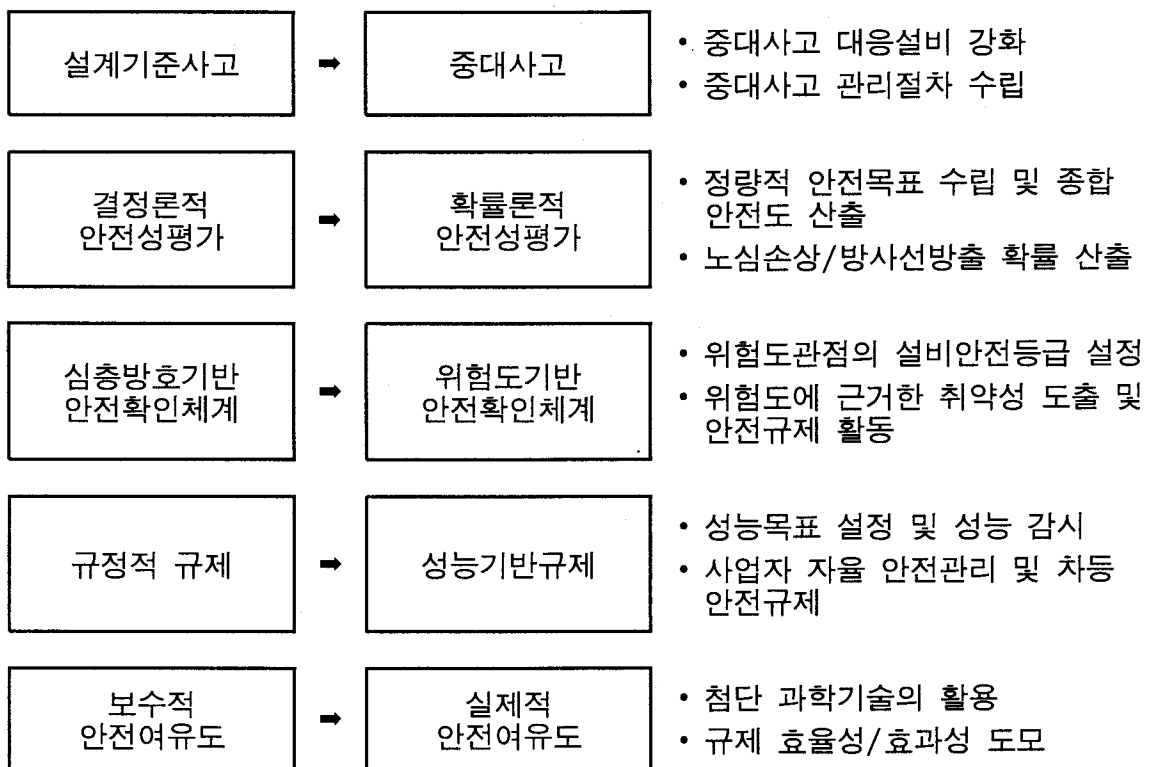 설계기준사고 ➡ 중대사고
• 중대사고 대응설비 강화
• 중대사고 관리절차 수립
결정론적
안전성평가
➡
확률론적
안전성평가
• 정량적 안전목표 수립 및 종합
안전도 산출
• 노심손상/방사선방출 확률 산출
심층방호기반
안전확인체계
➡
위험도기반
안전확인체계
• 위험도관점의 설비안전등급 설정
• 위험도에 근거한 취약성 도출 및
안전규제 활동
규정적 규제 ➡ 성능기반규제
• 성능목표 설정 및 성능 감시
• 사업자 자율 안전관리 및 차등
안전규제
보수적
안전여유도
➡
실제적
안전여유도
• 첨단 과학기술의 활용
• 규제 효율성/효과성 도모